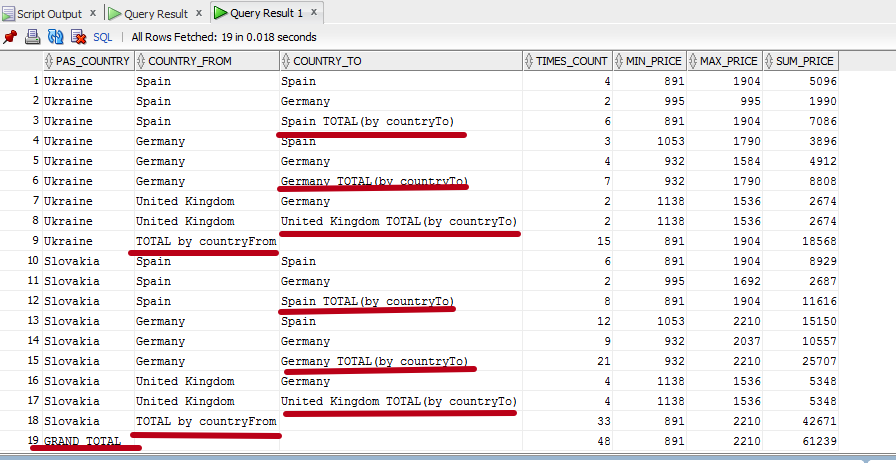 Script Output x Query Result x Query Result 1 x
SQL | All Rows Fetched: 19 in 0.018 seconds
PAS_COUNTRY COUNTRY_FROM COUNTRY_TO TIMES_COUNT MIN_PRICE MAX_PRICE SUM_PRICE
1 Ukraine Spain Spain 4 891 1904 5096
2 Ukraine Spain Germany 2 995 995 1990
3 Ukraine Spain Spain TOTAL(by countryTo) 6 891 1904 7086
4 Ukraine Germany Spain 3 1053 1790 3896
5 Ukraine Germany Germany 4 932 1584 4912
6 Ukraine Germany Germany TOTAL(by countryTo) 7 932 1790 8808
7 Ukraine United Kingdom Germany 2 1138 1536 2674
8 Ukraine United Kingdom United Kingdom TOTAL(by countryTo) 2 1138 1536 2674
9 Ukraine TOTAL by countryFrom 15 891 1904 18568
10 Slovakia Spain Spain 6 891 1904 8929
11 Slovakia Spain Germany 2 995 1692 2687
12 Slovakia Spain Spain TOTAL(by countryTo) 8 891 1904 11616
13 Slovakia Germany Spain 12 1053 2210 15150
14 Slovakia Germany Germany 9 932 2037 10557
15 Slovakia Germany Germany TOTAL(by countryTo) 21 932 2210 25707
16 Slovakia United Kingdom Germany 4 1138 1536 5348
17 Slovakia United Kingdom United Kingdom TOTAL(by countryTo) 4 1138 1536 5348
18 Slovakia TOTAL by countryFrom 33 891 2210 42671
19 GRAND TOTAL 48 891 2210 61239